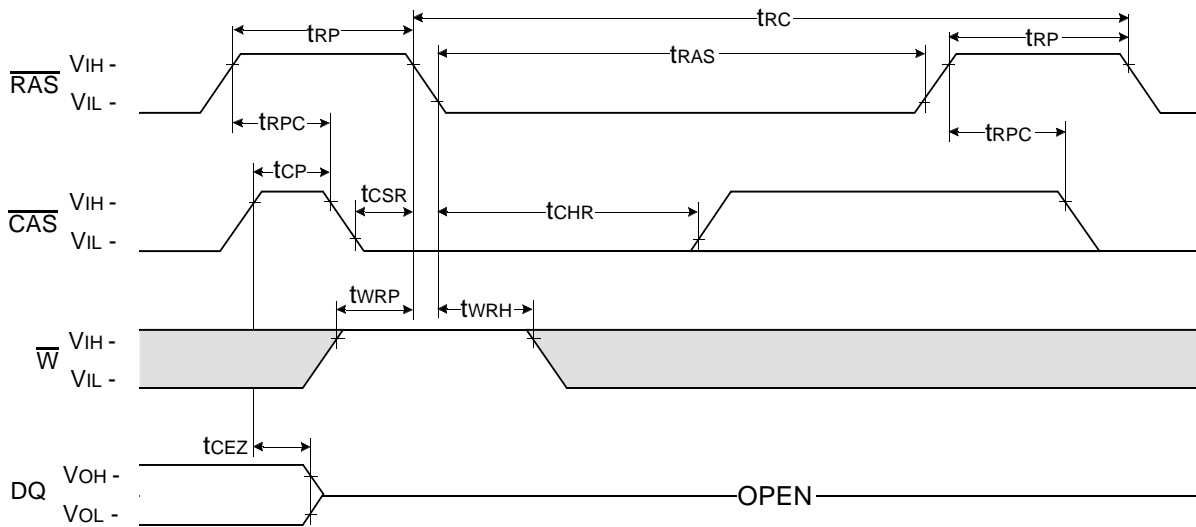 tRP
tRC
tRP
tRAS
RAS
VIH -
VIL -
tRPC
tRPC
tCP
tCSR
CAS
VIH -
VIL -
tCHR
tWRP
tWRH
W
VIH -
VIL -
tCEZ
DQ
VOH -
VOL -
OPEN